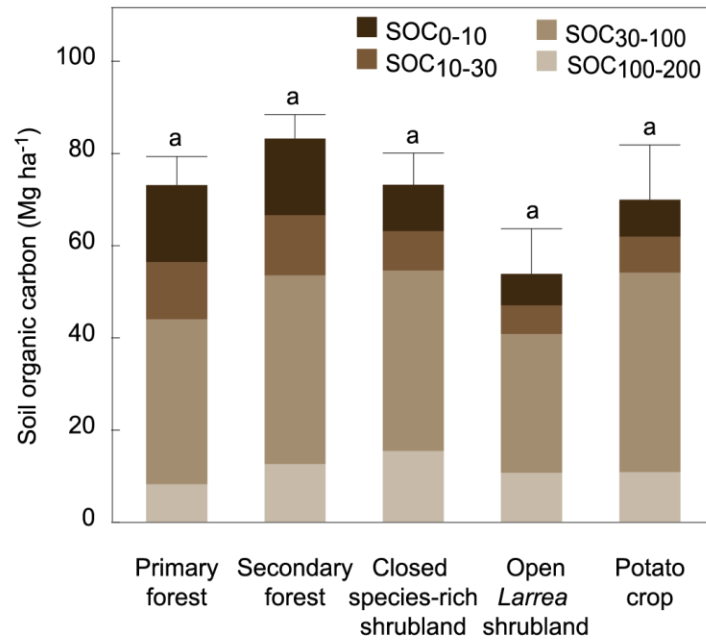 SOC0-10 SOC30-100
SOC10-30 SOC100-200
Soil organic carbon (Mg ha-1)
100
80
60
40
20
0
a
a
a
a
a
Primary
forest
Secondary
forest
Closed
species-rich
shrubland
Open
Larrea
shrubland
Potato
crop